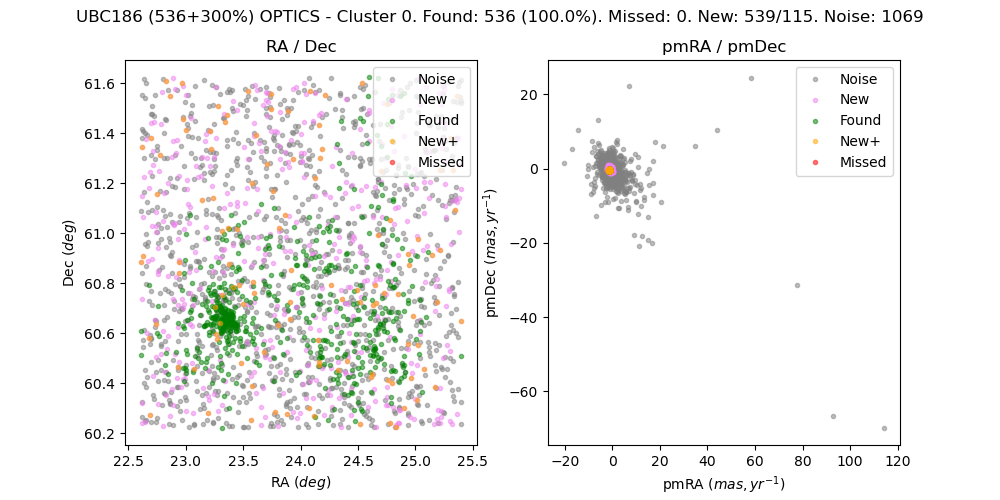 UBC186 (536+300%) OPTICS - Cluster 0. Found: 536 (100.0%). Missed: 0. New: 539/115. Noise: 1069
RA / Dec
61.6
61.4
61.2
61.0
60.8
60.6
60.4
60.2
Dec (deg)
22.5 23.0 23.5 24.0 24.5 25.0 25.5
RA (deg)
Noise
New
Found
New+
Missed
pmRA / pmDec
20
0
−20
−40
−60
pmDec (mas, yr⁻¹)
−20 0 20 40 60 80 100 120
pmRA (mas, yr⁻¹)
Noise
New
Found
New+
Missed